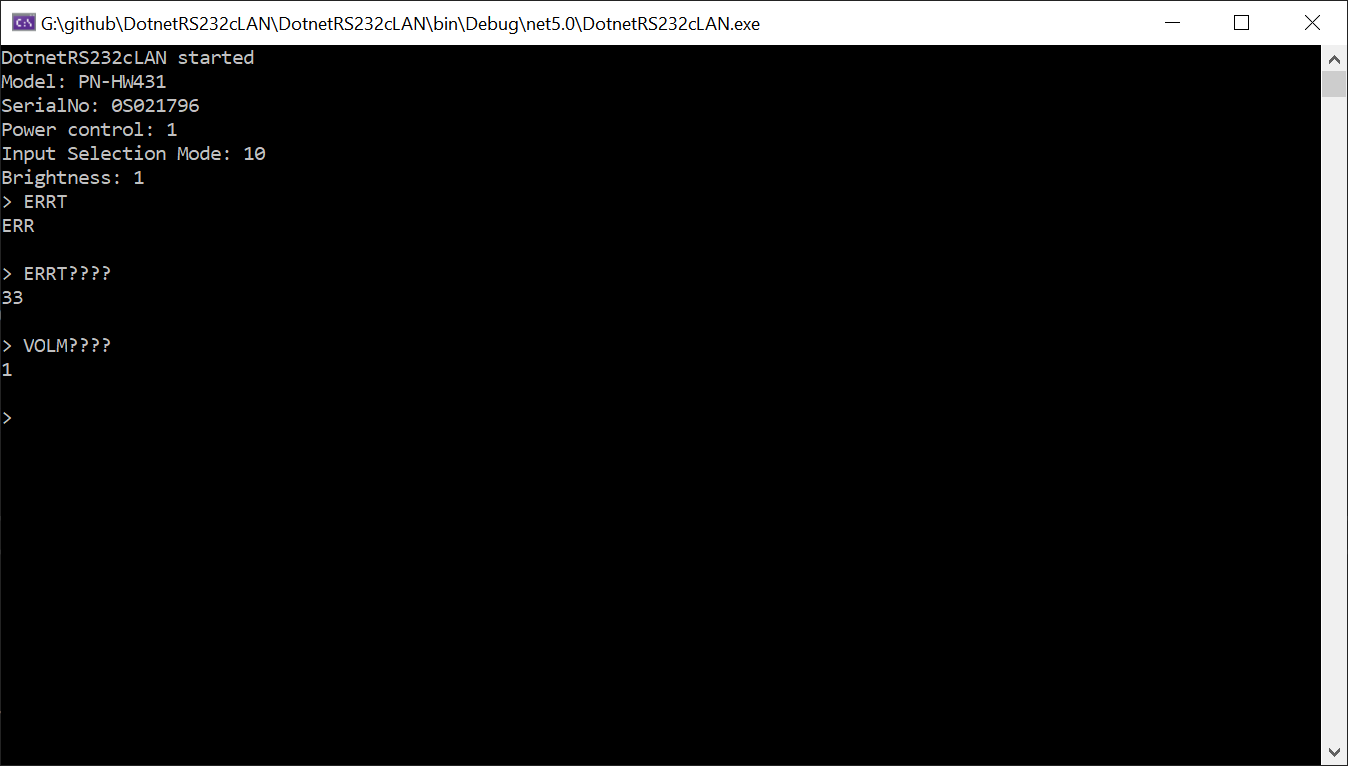 G:\github\DotnetRS232cLAN\DotnetRS232cLAN\bin\Debug\net5.0\DotnetRS232cLAN.exe
DotnetRS232cLAN started
Model: PN-HW431
SerialNo: 0S021796
Power control: 1
Input Selection Mode: 10
Brightness: 1
> ERRT
ERR
> ERRT????
33
> VOLM????
1
>